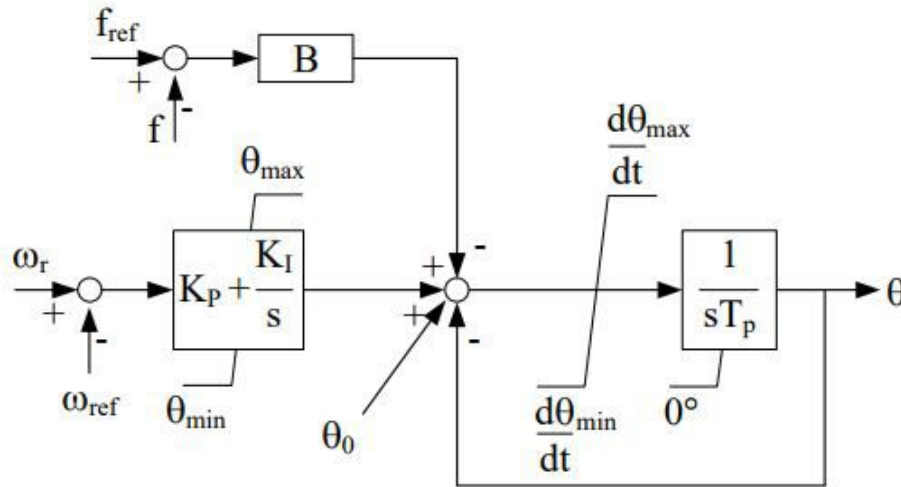 f_ref
+
-
f
B
θ_max
dθ_max
dt
ω_r
+
-
ω_ref
K_P + K_I
s
θ_min
+
+
-
-
θ_0
dθ_min
dt
1
sT_p
0°
θ